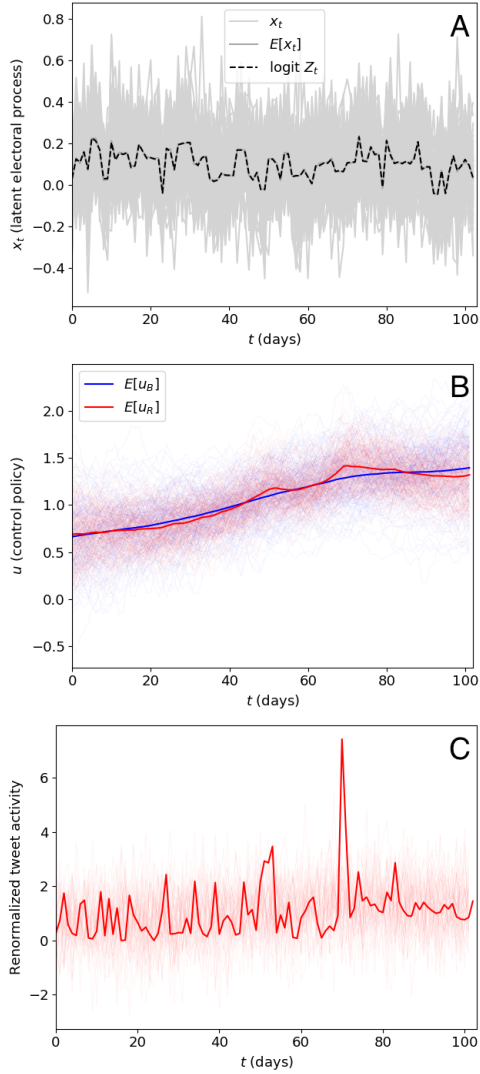 A
x_t
E[x_t]
logit Z_t
x_t (latent electoral process)
0.8
0.6
0.4
0.2
0.0
−0.2
−0.4
0 20 40 60 80 100
t (days)
B
E[u_B]
E[u_R]
u (control policy)
2.0
1.5
1.0
0.5
0.0
−0.5
0 20 40 60 80 100
t (days)
C
Renormalized tweet activity
6
4
2
0
−2
0 20 40 60 80 100
t (days)